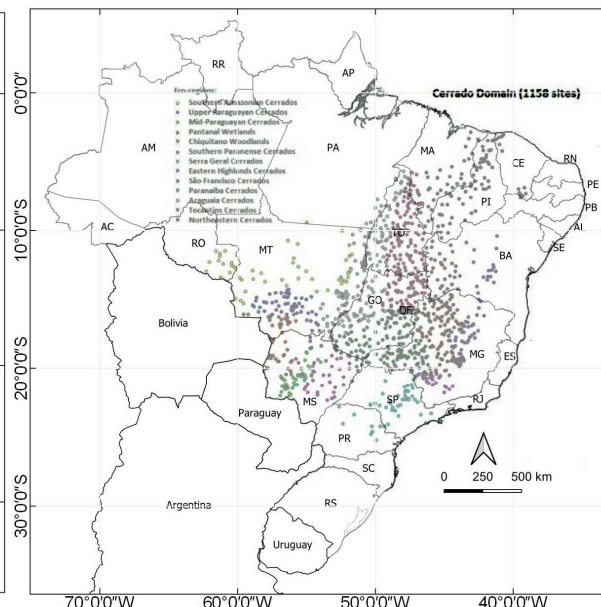 Cerrado Domain (1158 sites)
Eco-regions:
Southern Amazonian Cerrados
Upper Paraguayan Cerrados
Mid-Paraguayan Cerrados
Pantanal Wetlands
Chiquitano Woodlands
Southern Paranense Cerrados
Serra Geral Cerrados
Eastern Highlands Cerrados
São Francisco Cerrados
Paranaíba Cerrados
Araguaia Cerrados
Tocantins Cerrados
Northeastern Cerrados
RR
AP
AM
PA
MA
CE
RN
PE
PB
PI
AL
SE
AC
RO
MT
TO
BA
GO
DF
Bolivia
MG
ES
MS
SP
RJ
Paraguay
PR
SC
RS
Argentina
Uruguay
0 250 500 km
0°0'0"
10°0'0"S
20°0'0"S
30°0'0"S
70°0'0"W 60°0'0"W 50°0'0"W 40°0'0"W